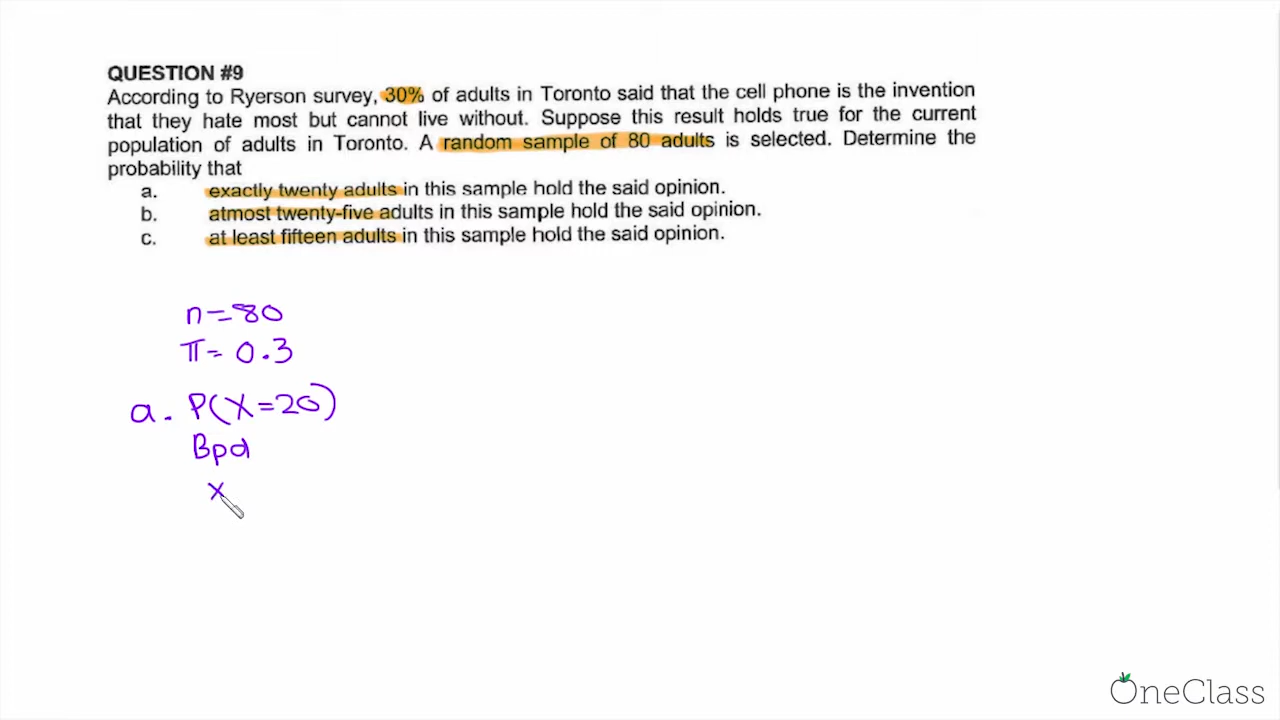 QUESTION #9
According to Ryerson survey, 30% of adults in Toronto said that the cell phone is the invention
that they hate most but cannot live without. Suppose this result holds true for the current
population of adults in Toronto. A random sample of 80 adults is selected. Determine the
probability that
a. exactly twenty adults in this sample hold the said opinion.
b. atmost twenty-five adults in this sample hold the said opinion.
c. at least fifteen adults in this sample hold the said opinion.
n=80
π=0.3
a. P(X=20)
Bpd
x
OneClass